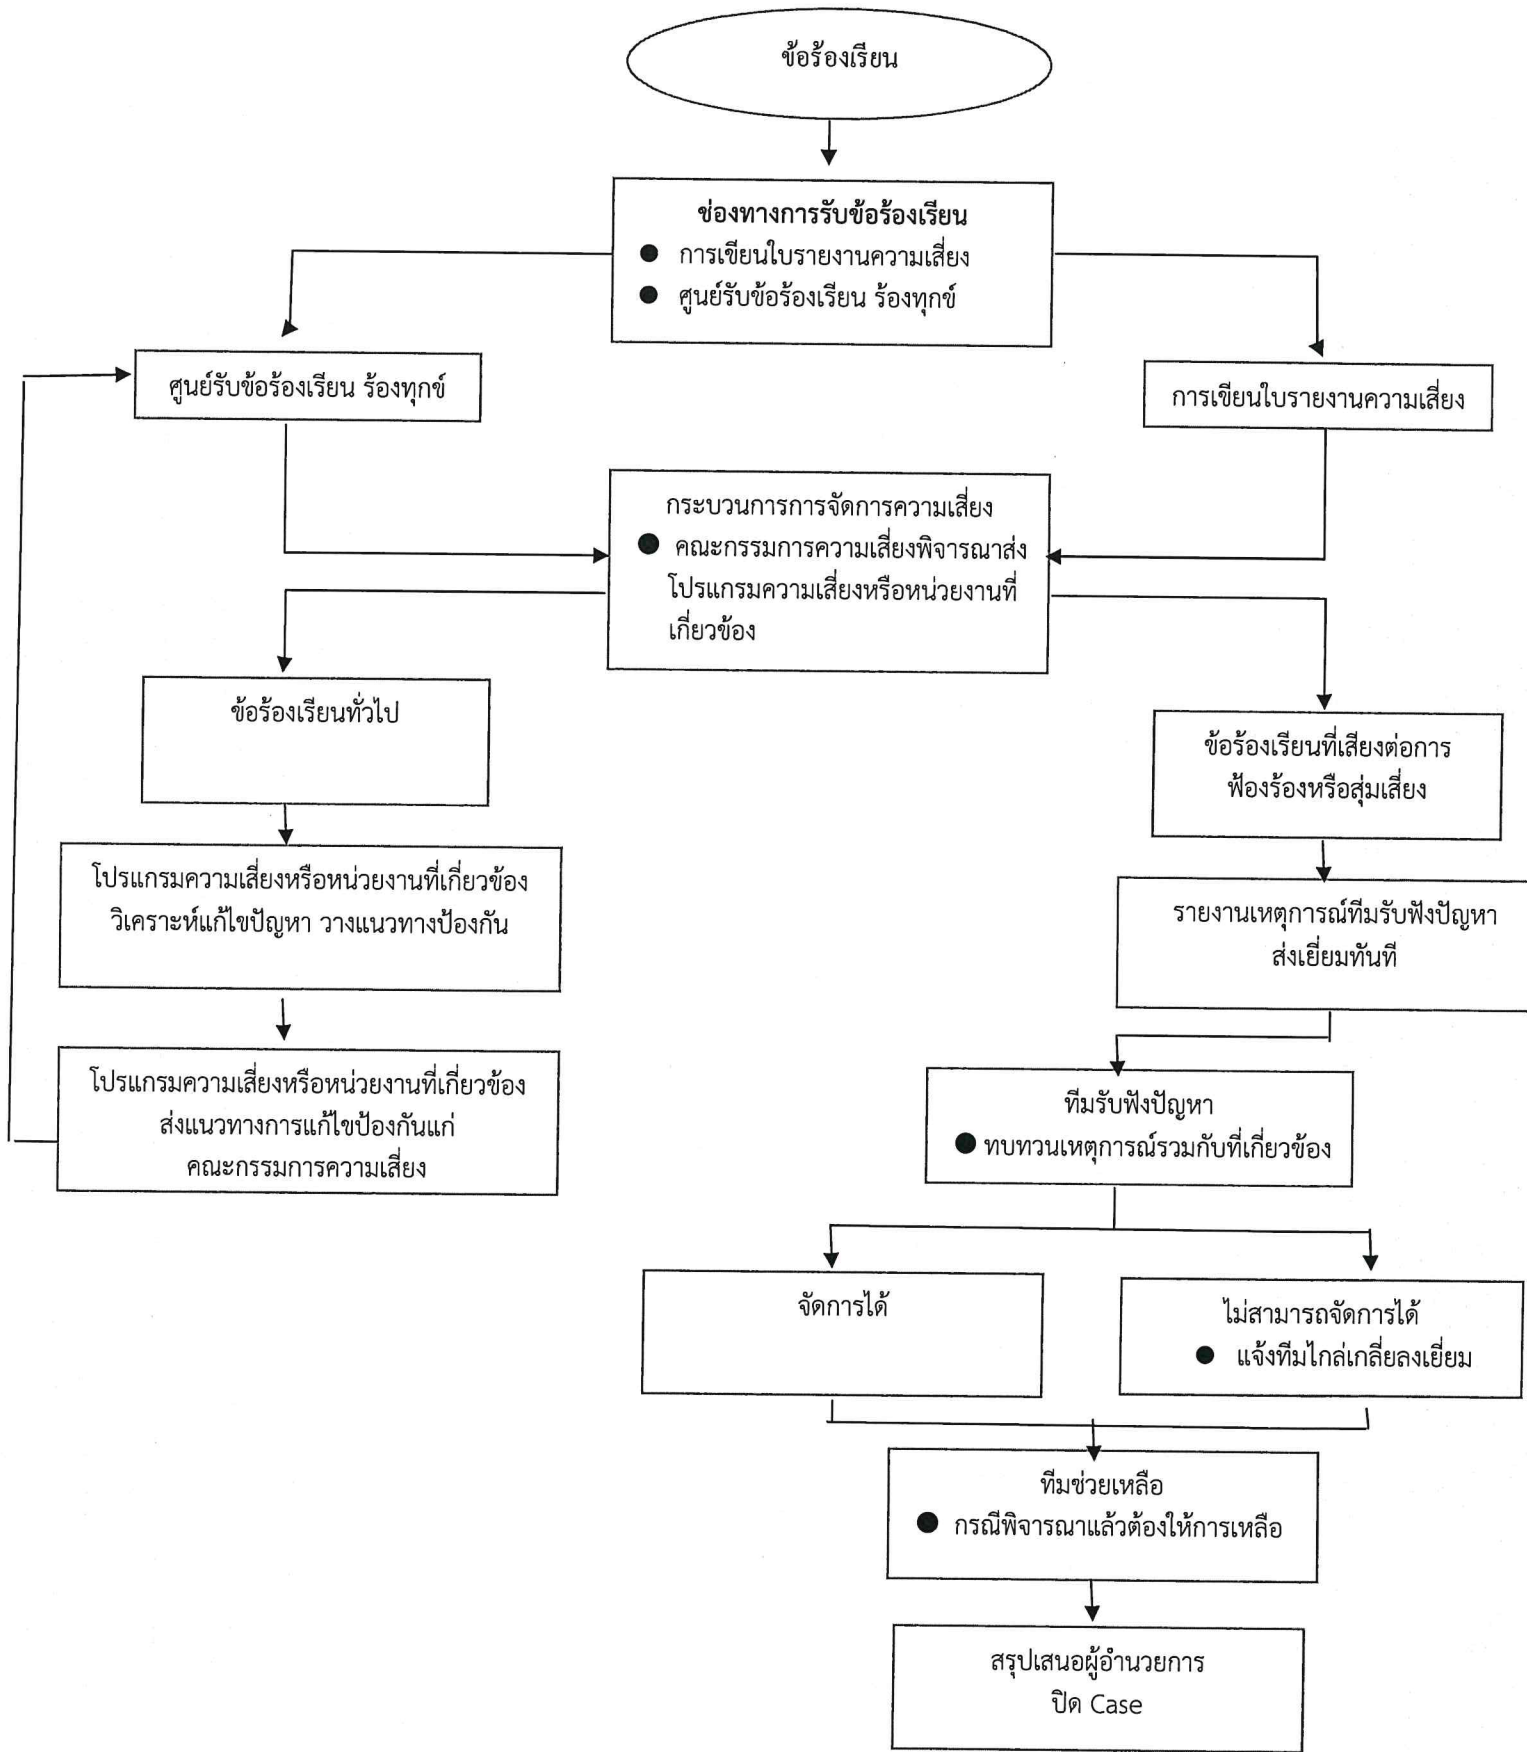 ข้อร้องเรียน
ช่องทางการรับข้อร้องเรียน
● การเขียนใบรายงานความเสี่ยง
● ศูนย์รับข้อร้องเรียน ร้องทุกข์
ศูนย์รับข้อร้องเรียน ร้องทุกข์
การเขียนใบรายงานความเสี่ยง
กระบวนการการจัดการความเสี่ยง
● คณะกรรมการความเสี่ยงพิจารณาส่ง
โปรแกรมความเสี่ยงหรือหน่วยงานที่
เกี่ยวข้อง
ข้อร้องเรียนทั่วไป
ข้อร้องเรียนที่เสียงต่อการ
ฟ้องร้องหรือสุ่มเสี่ยง
โปรแกรมความเสี่ยงหรือหน่วยงานที่เกี่ยวข้อง
วิเคราะห์แก้ไขปัญหา วางแนวทางป้องกัน
รายงานเหตุการณ์ทีมรับฟังปัญหา
ส่งเยี่ยมทันที
โปรแกรมความเสี่ยงหรือหน่วยงานที่เกี่ยวข้อง
ส่งแนวทางการแก้ไขป้องกันแก่
คณะกรรมการความเสี่ยง
ทีมรับฟังปัญหา
● ทบทวนเหตุการณ์รวมกับที่เกี่ยวข้อง
จัดการได้
ไม่สามารถจัดการได้
● แจ้งทีมไกล่เกลี่ยลงเยี่ยม
ทีมช่วยเหลือ
● กรณีพิจารณาแล้วต้องให้การเหลือ
สรุปเสนอผู้อำนวยการ
ปิด Case